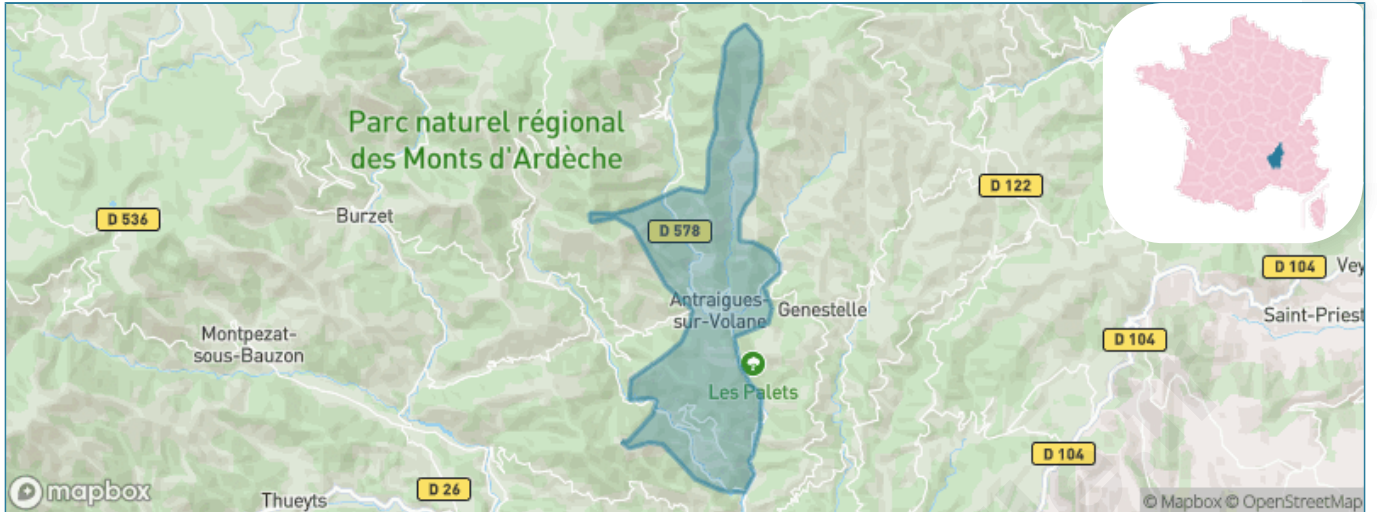 Parc naturel régional
des Monts d'Ardèche
D 122
D 536
Burzet
D 578
D 104
Vey
Antraigues-
sur-Volane
Genestelle
Saint-Priest
Montpezat-
sous-Bauzon
D 104
Les Palets
D 104
D 26
mapbox
Thueyts
© Mapbox © OpenStreetMap